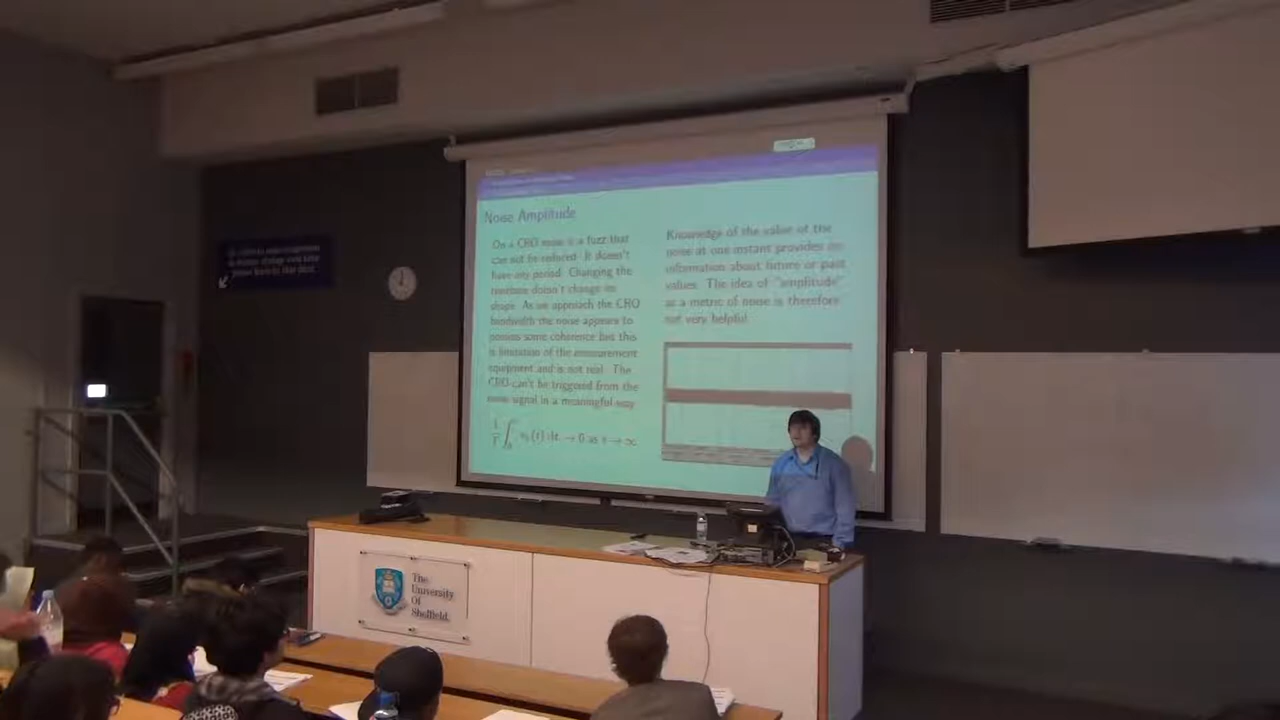 Noise Amplitude
On a CRO noise is a fuzz that
can not be reduced. It doesn't
have any period. Changing the
timebase doesn't change its
shape. As we approach the CRO
bandwidth the noise appears to
possess some coherence but this
is limitation of the measurement
equipment and is not real. The
CRO can't be triggered from the
noise signal in a meaningful way
Knowledge of the value of the
noise at one instant provides no
information about future or past
values. The idea of "amplitude"
as a metric of noise is therefore
not very helpful
The
University
Of
Sheffield.